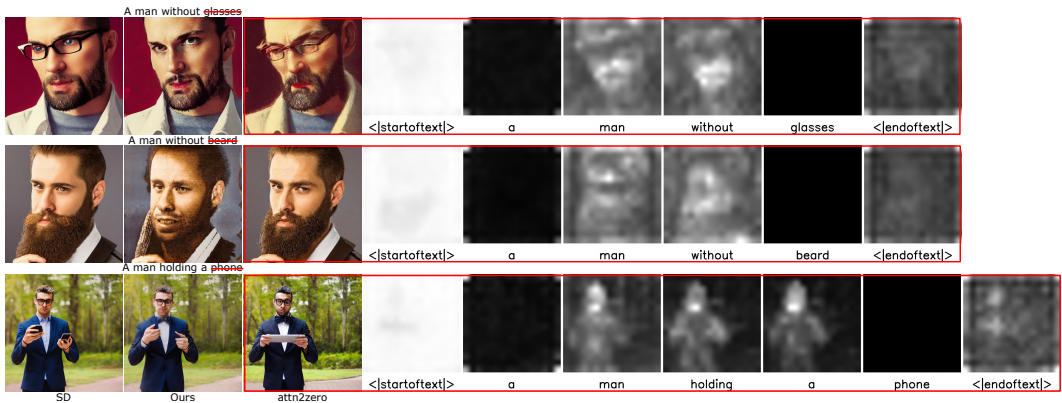 A man without glasses
<|startoftext|> a man without glasses <|endoftext|>
A man without beard
<|startoftext|> a man without beard <|endoftext|>
A man holding a phone
<|startoftext|> a man holding a phone <|endoftext|>
SD Ours attn2zero